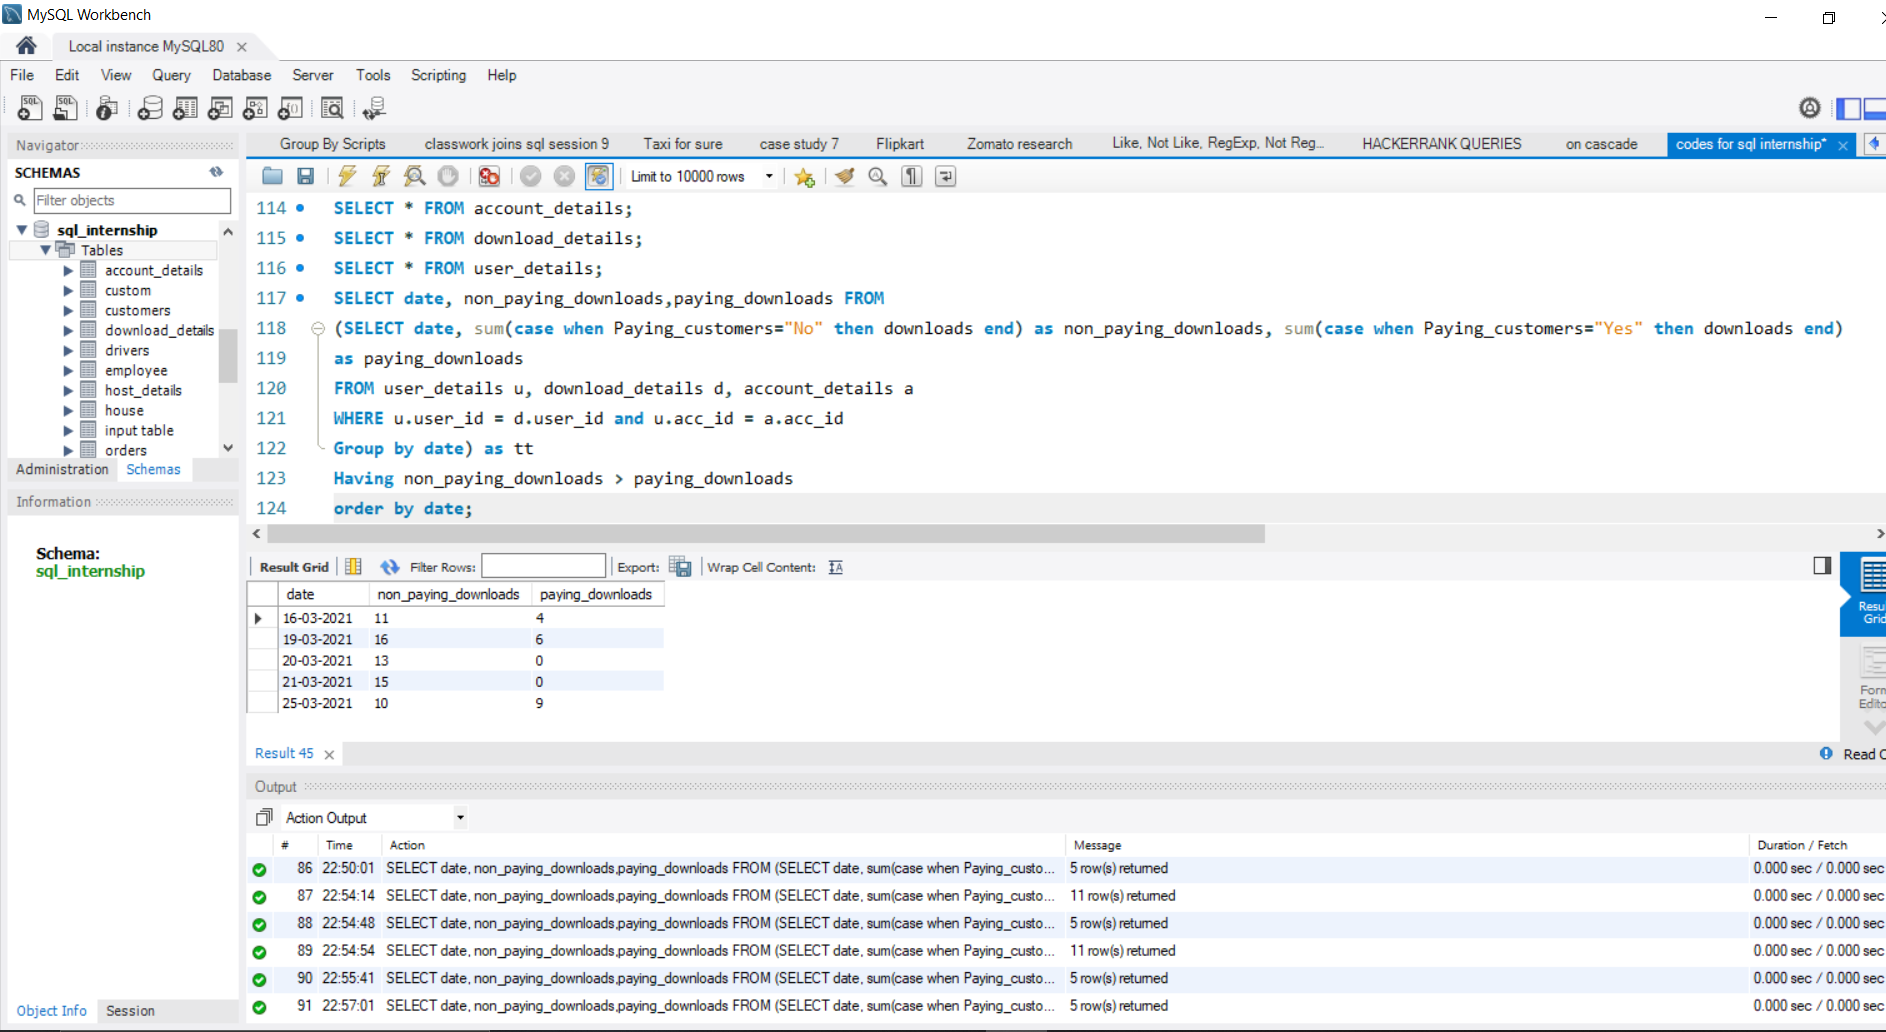 MySQL Workbench
Local instance MySQL80
File Edit View Query Database Server Tools Scripting Help
Navigator
Group By Scripts classwork joins sql session 9 Taxi for sure case study 7 Flipkart Zomato research Like, Not Like, RegExp, Not Reg... HACKERRANK QUERIES on cascade codes for sql internship*
SCHEMAS
Limit to 10000 rows
Filter objects
sql_internship
Tables
account_details
custom
customers
download_details
drivers
employee
host_details
house
input table
orders
Administration Schemas
Information
Schema:
sql_internship
Object Info Session
114 SELECT * FROM account_details;
115 SELECT * FROM download_details;
116 SELECT * FROM user_details;
117 SELECT date, non_paying_downloads,paying_downloads FROM
118 (SELECT date, sum(case when Paying_customers="No" then downloads end) as non_paying_downloads, sum(case when Paying_customers="Yes" then downloads end)
119 as paying_downloads
120 FROM user_details u, download_details d, account_details a
121 WHERE u.user_id = d.user_id and u.acc_id = a.acc_id
122 Group by date) as tt
123 Having non_paying_downloads > paying_downloads
124 order by date;
Result Grid Filter Rows: Export: Wrap Cell Content:
date non_paying_downloads paying_downloads
16-03-2021 11 4
19-03-2021 16 6
20-03-2021 13 0
21-03-2021 15 0
25-03-2021 10 9
Resu
Grid
Form
Edito
Result 45
Read
Output
Action Output
# Time Action Message Duration / Fetch
86 22:50:01 SELECT date, non_paying_downloads,paying_downloads FROM (SELECT date, sum(case when Paying_custo... 5 row(s) returned 0.000 sec / 0.000 sec
87 22:54:14 SELECT date, non_paying_downloads,paying_downloads FROM (SELECT date, sum(case when Paying_custo... 11 row(s) returned 0.000 sec / 0.000 sec
88 22:54:48 SELECT date, non_paying_downloads,paying_downloads FROM (SELECT date, sum(case when Paying_custo... 5 row(s) returned 0.000 sec / 0.000 sec
89 22:54:54 SELECT date, non_paying_downloads,paying_downloads FROM (SELECT date, sum(case when Paying_custo... 11 row(s) returned 0.000 sec / 0.000 sec
90 22:55:41 SELECT date, non_paying_downloads,paying_downloads FROM (SELECT date, sum(case when Paying_custo... 5 row(s) returned 0.000 sec / 0.000 sec
91 22:57:01 SELECT date, non_paying_downloads,paying_downloads FROM (SELECT date, sum(case when Paying_custo... 5 row(s) returned 0.000 sec / 0.000 sec